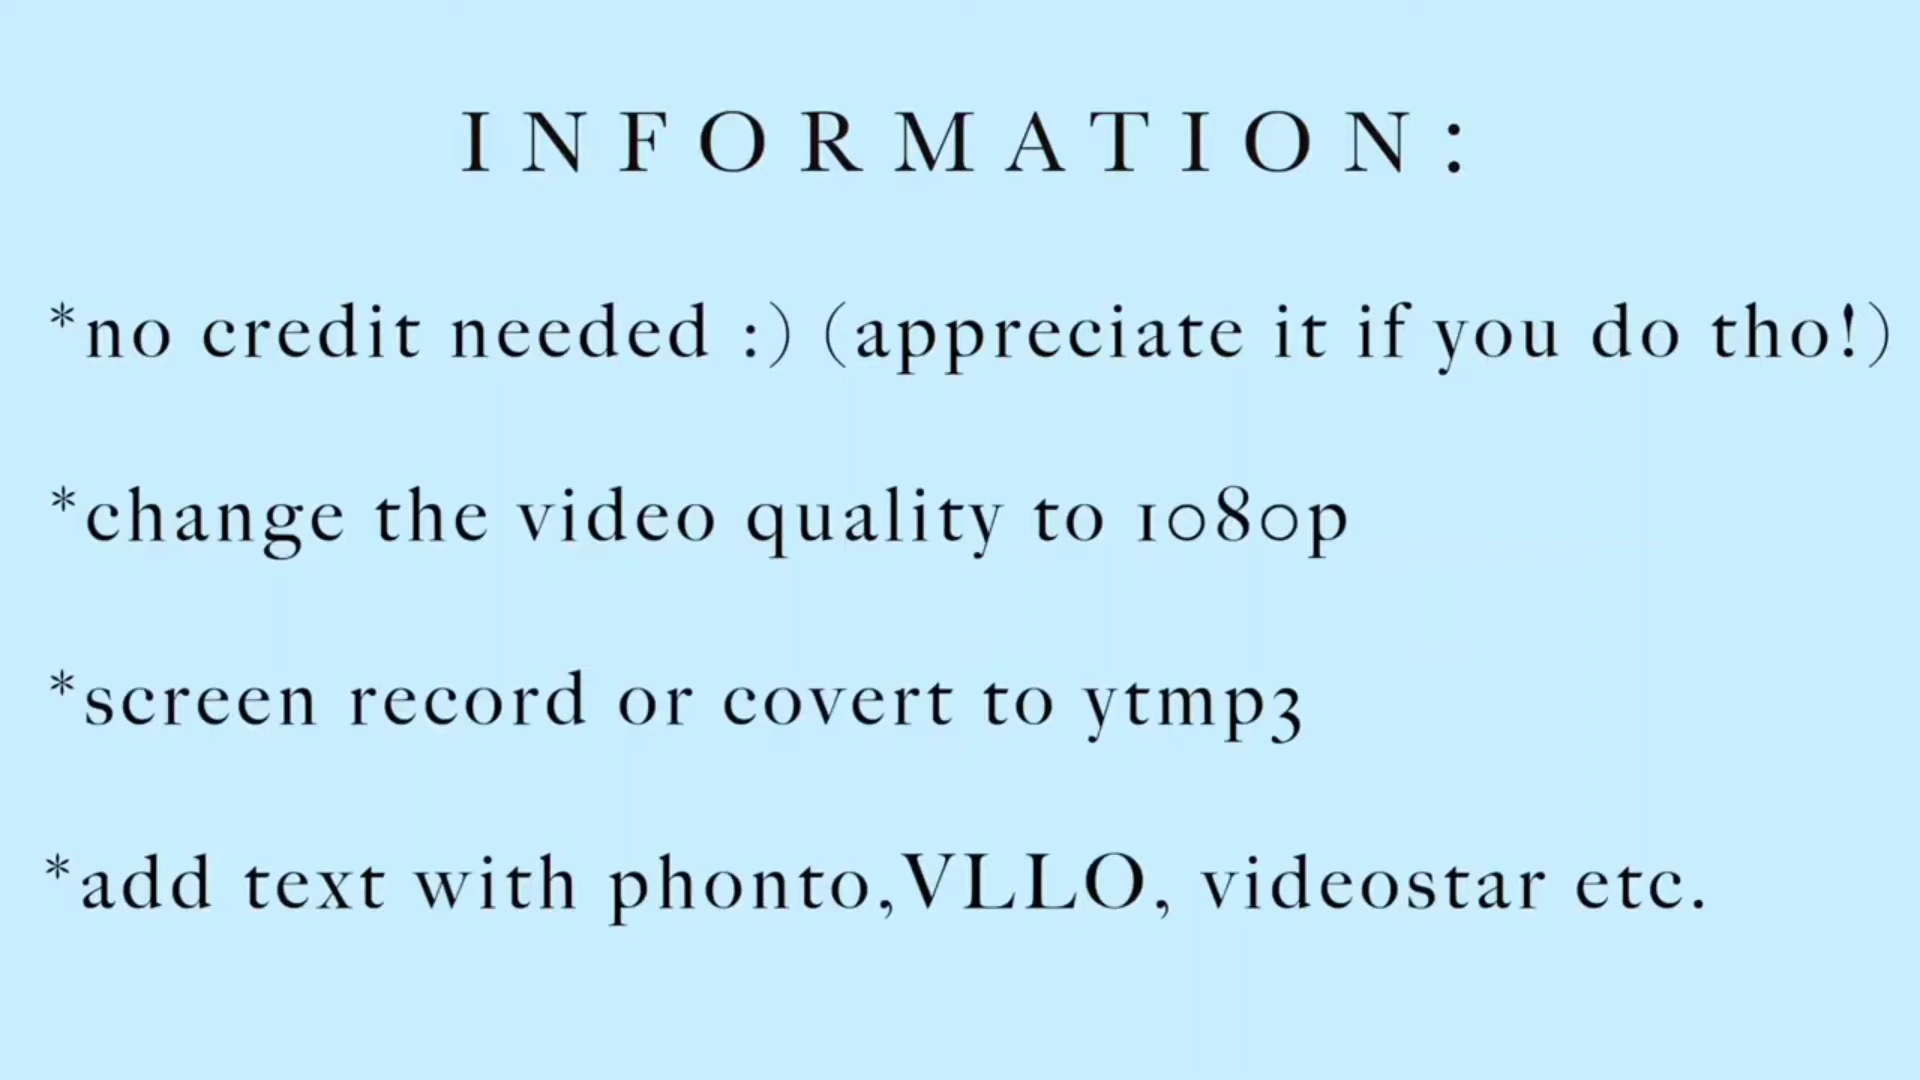 INFORMATION:
*no credit needed :) (appreciate it if you do tho!)
*change the video quality to 1080p
*screen record or covert to ytmp3
*add text with phonto,VLLO, videostar etc.